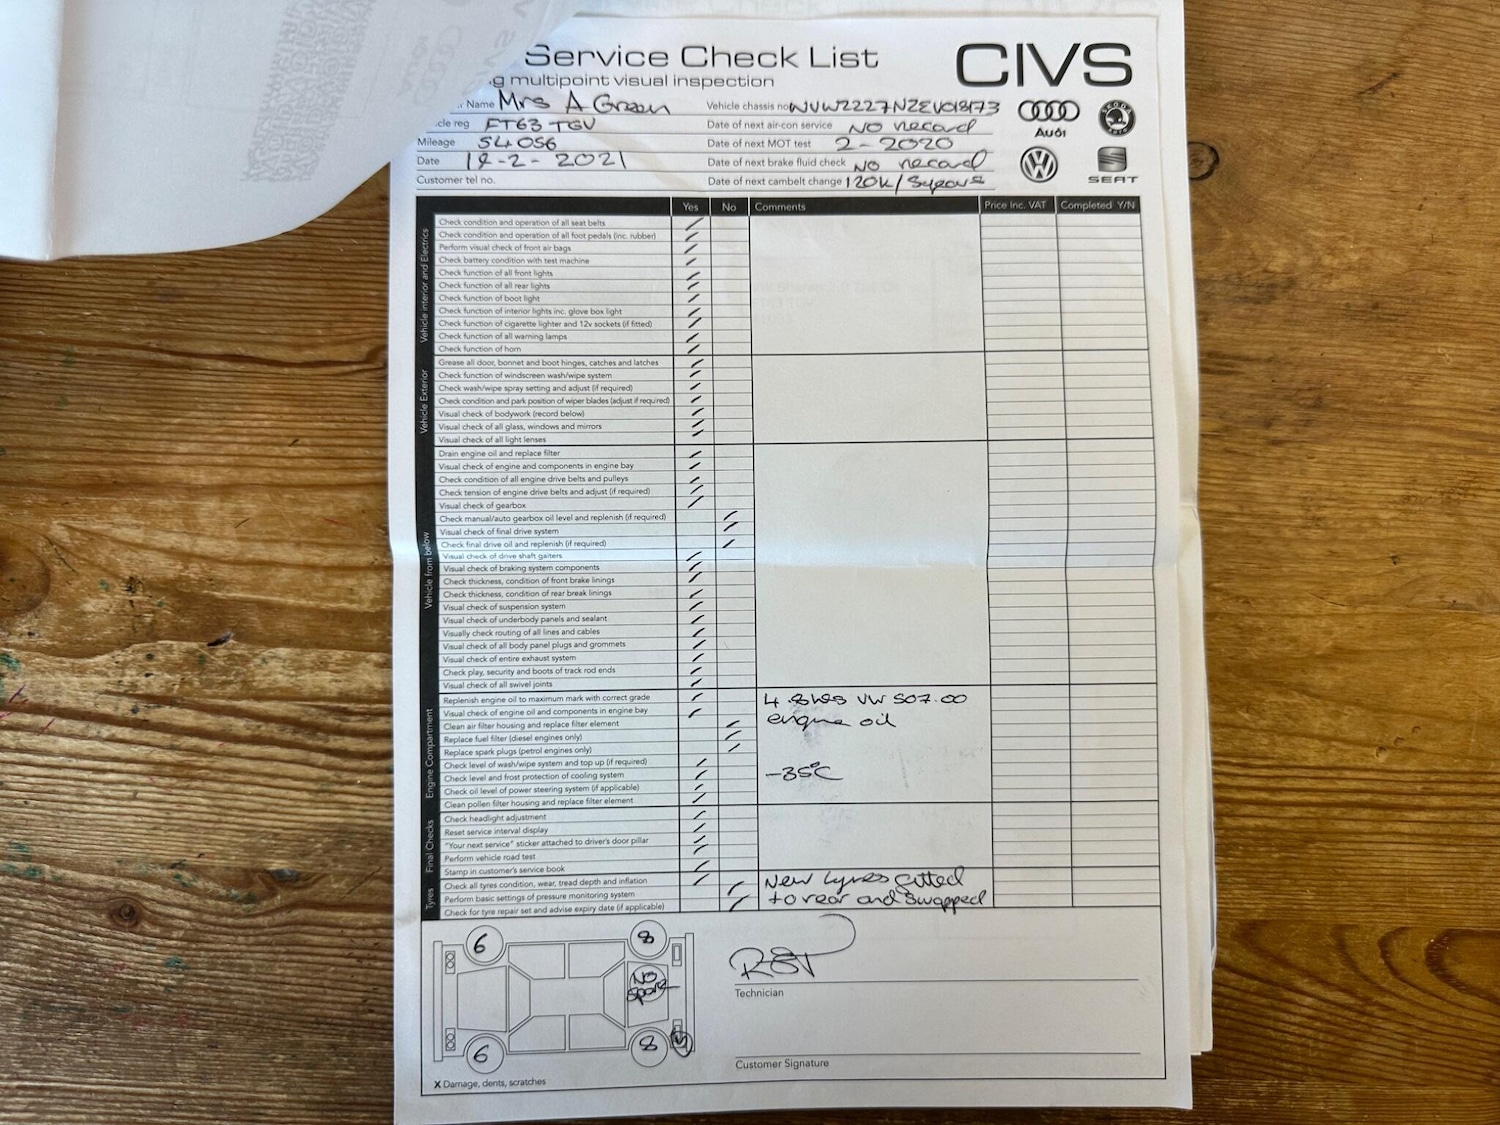 Service Check List
g multipoint visual inspection
CIVS
Name Mrs A Green
Vehicle chassis no
cle reg FT63 TGV
Date of next air-con service NO record
Audi
Mileage 54056
Date of next MOT test 2-2020
Date -2-2021
Date of next brake fluid check NO record
Customer tel no.
Date of next cambelt change 120K/5years
SEAT
Yes No Comments Price Inc. VAT Completed Y/N
Vehicle interior and Electrics
Check condition and operation of all seat belts
Check condition and operation of all foot pedals (inc. rubber)
Perform visual check of front air bags
Check battery condition with test machine
Check function of all front lights
Check function of all rear lights
Check function of boot light
Check function of interior lights inc. glove box light
Check function of cigarette lighter and 12v sockets (if fitted)
Check function of all warning lamps
Check function of horn
Vehicle Exterior
Grease all door, bonnet and boot hinges, catches and latches
Check function of windscreen wash/wipe system
Check wash/wipe spray setting and adjust (if required)
Check condition and park position of wiper blades (adjust if required)
Visual check of bodywork (record below)
Visual check of all glass, windows and mirrors
Visual check of all light lenses
Vehicle from below
Drain engine oil and replace filter
Visual check of engine and components in engine bay
Check condition of all engine drive belts and pulleys
Check tension of engine drive belts and adjust (if required)
Visual check of gearbox
Check manual/auto gearbox oil level and replenish (if required)
Visual check of final drive system
Check final drive oil and replenish (if required)
Visual check of drive shaft gaiters
Visual check of braking system components
Check thickness, condition of front brake linings
Check thickness, condition of rear break linings
Visual check of suspension system
Visual check of underbody panels and sealant
Visually check routing of all lines and cables
Visual check of all body panel plugs and grommets
Visual check of entire exhaust system
Check play, security and boots of track rod ends
Visual check of all swivel joints
Engine Compartment
Replenish engine oil to maximum mark with correct grade 4.8 VW 507.00
Visual check of engine oil and components in engine bay engine oil
Clean air filter housing and replace filter element
Replace fuel filter (diesel engines only)
Replace spark plugs (petrol engines only)
Check level of wash/wipe system and top up (if required)
Check level and frost protection of cooling system -35°C
Check oil level of power steering system (if applicable)
Clean pollen filter housing and replace filter element
Final Checks
Check headlight adjustment
Reset service interval display
"Your next service" sticker attached to driver's door pillar
Perform vehicle road test
Stamp in customer's service book
Tyres
Check all tyres condition, wear, tread depth and inflation New tyres fitted
Perform basic settings of pressure monitoring system to rear and swapped
Check for tyre repair set and advise expiry date (if applicable)
6 8
NO
spare
6 8
Technician
Customer Signature
X Damage, dents, scratches